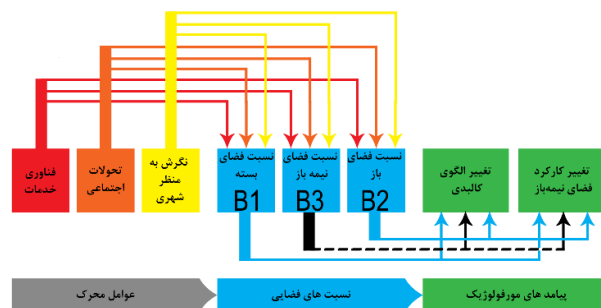 فناوری
خدمات
تحولات
اجتماعی
نگرش به
منظر
شهری
نسبت فضای
بسته
B1
نسبت فضای
نیمه باز
B3
نسبت فضای
باز
B2
تغییر الگوی
کالبدی
تغییر کارکرد
فضای نیمه‌باز
عوامل محرک
نسبت های فضایی
پیامد های مورفولوژیک